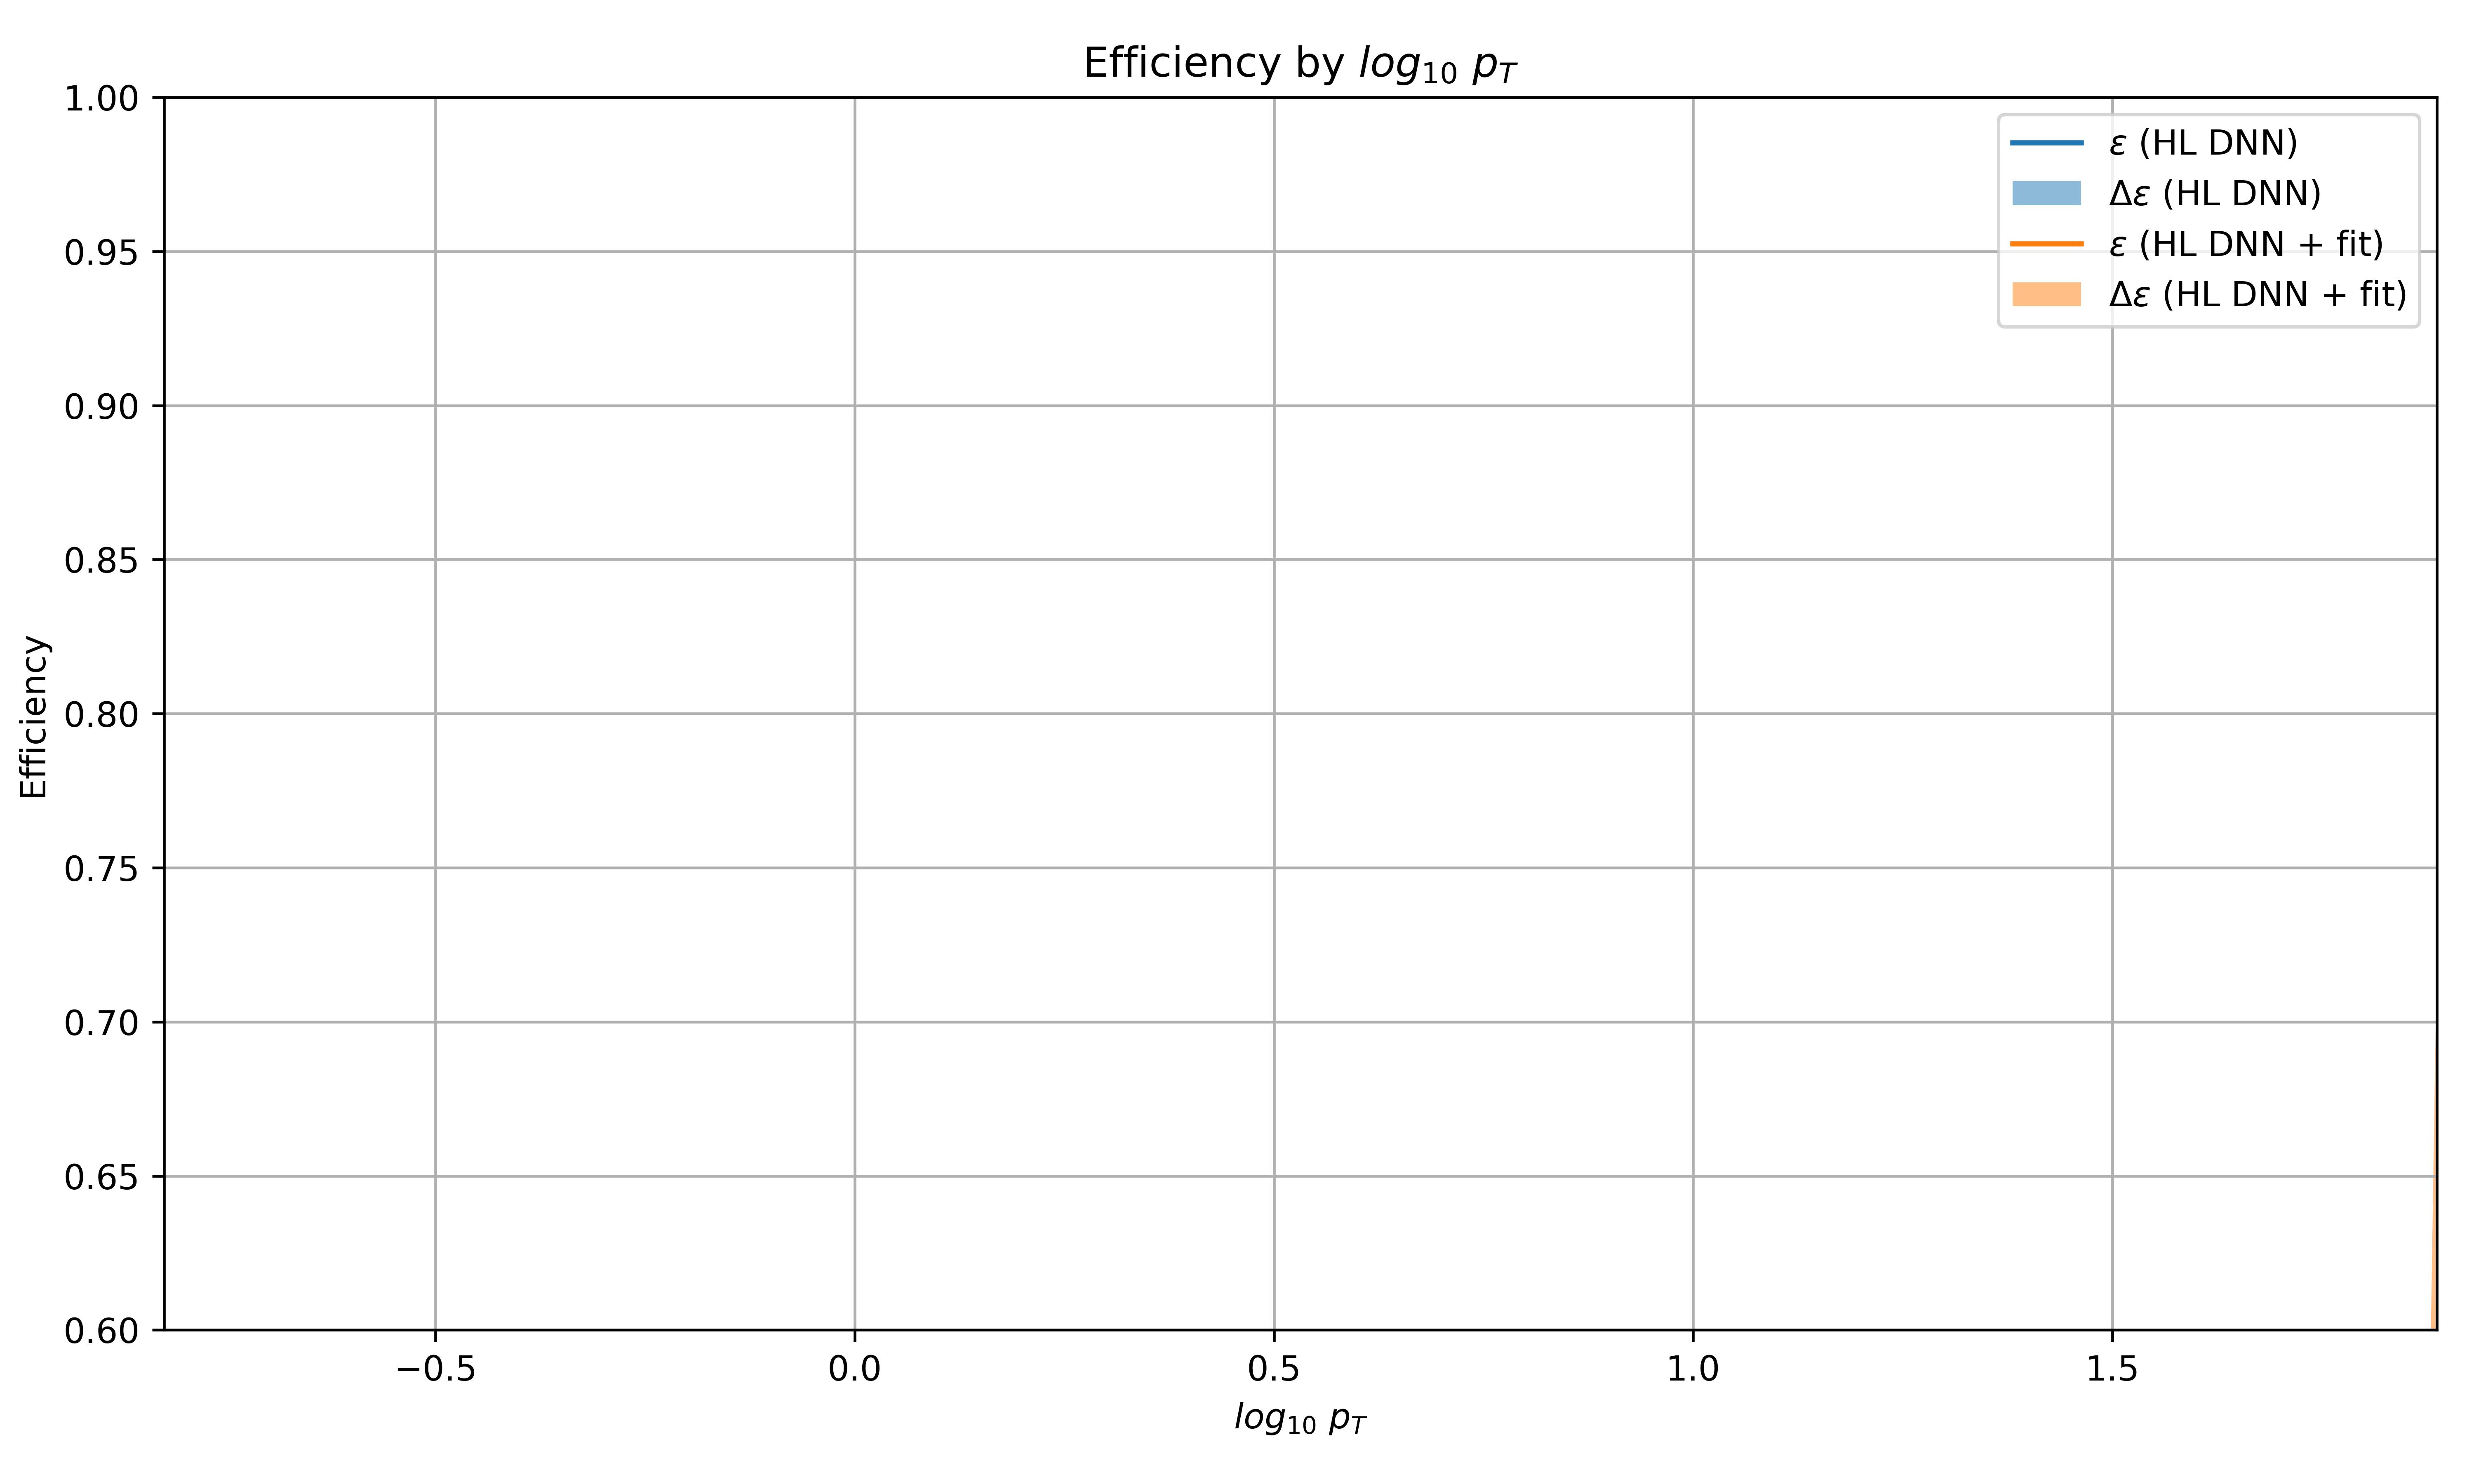 Efficiency by log₁₀ p_T
1.00
0.95
0.90
0.85
0.80
0.75
0.70
0.65
0.60
Efficiency
ε (HL DNN)
Δε (HL DNN)
ε (HL DNN + fit)
Δε (HL DNN + fit)
−0.5 0.0 0.5 1.0 1.5
log₁₀ p_T